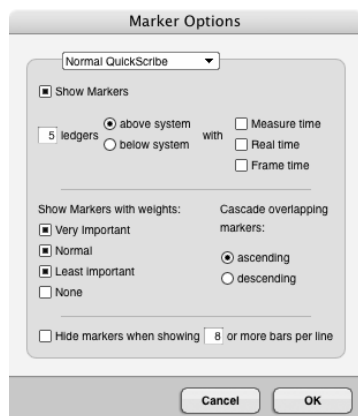 Marker Options
Normal QuickScribe
Show Markers
5 ledgers
above system
below system
with
Measure time
Real time
Frame time
Show Markers with weights:
Very Important
Normal
Least important
None
Cascade overlapping
markers:
ascending
descending
Hide markers when showing 8 or more bars per line
Cancel
OK